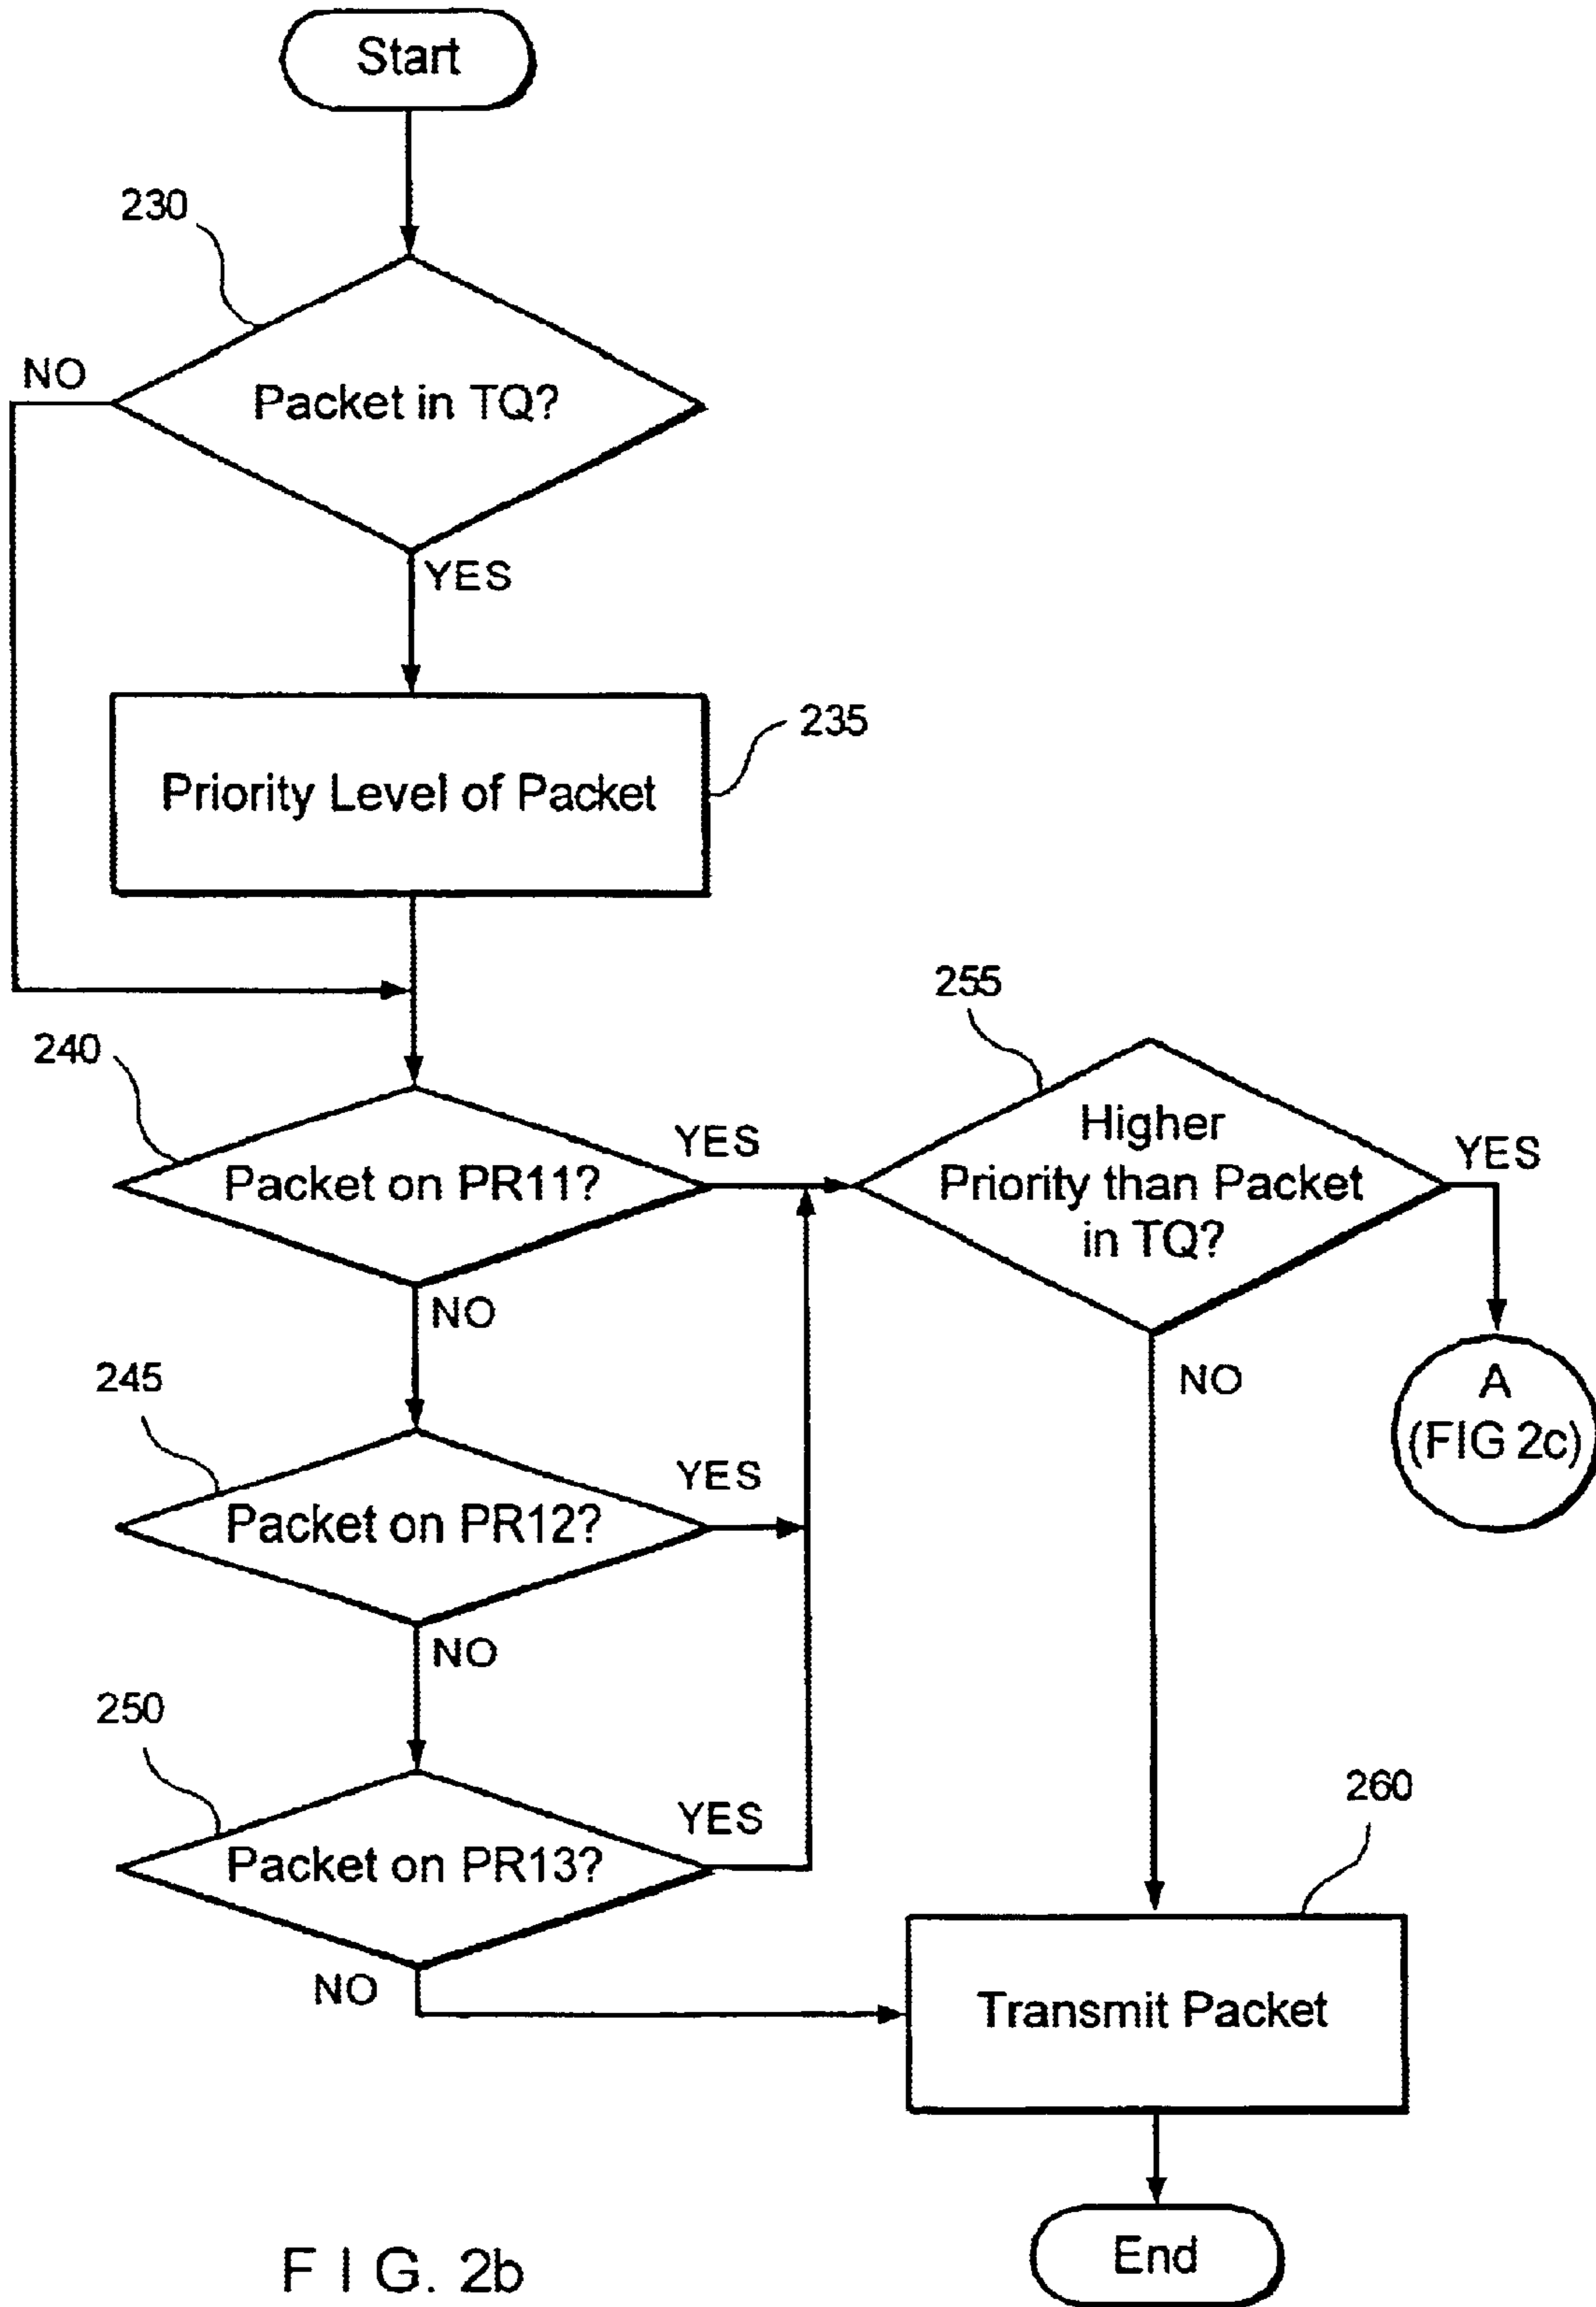 Start
230
NO
Packet in TQ?
YES
235
Priority Level of Packet
255
240
YES
Packet on PR11?
Higher
Priority than Packet
in TQ?
YES
NO
A
(FIG 2c)
NO
245
YES
Packet on PR12?
NO
250
YES
Packet on PR13?
NO
260
Transmit Packet
End
F I G. 2b